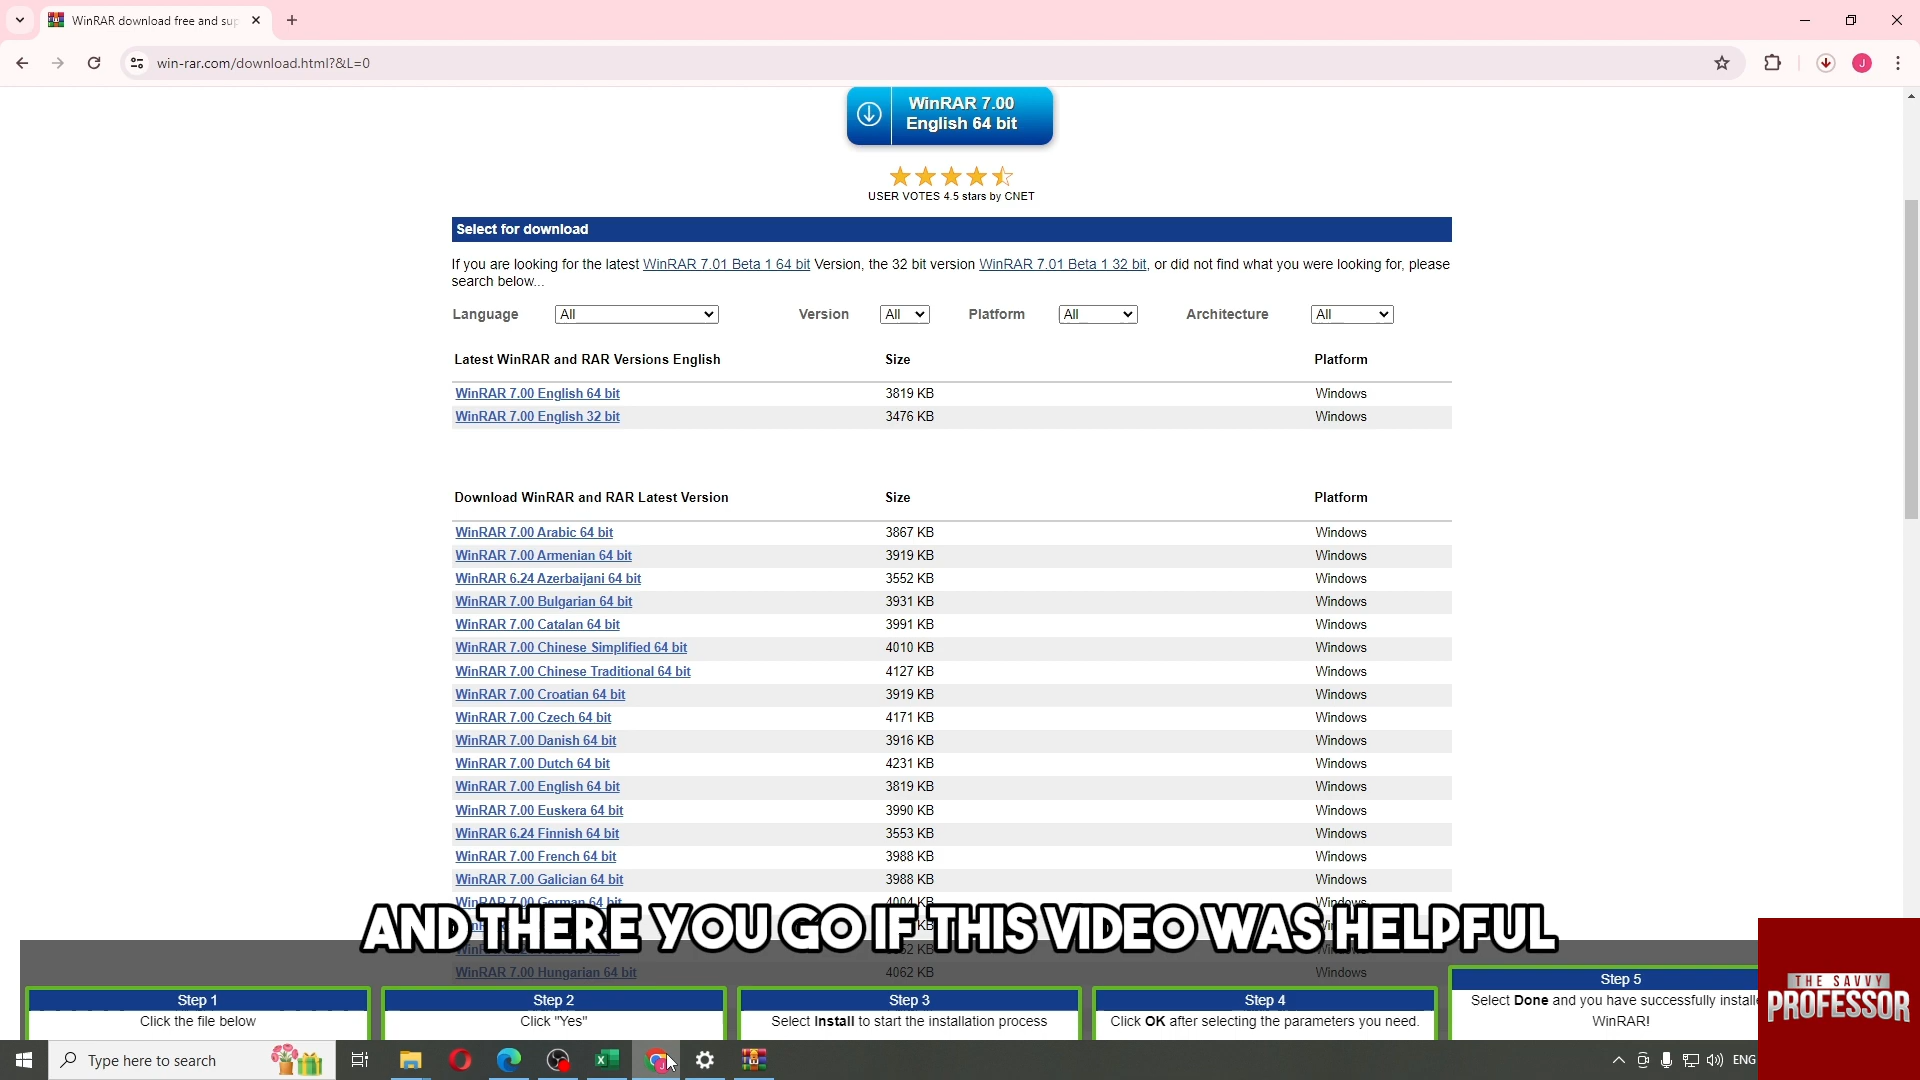 WinRAR download free and sup
win-rar.com/download.html?&L=0
J
WinRAR 7.00
English 64 bit
USER VOTES 4.5 stars by CNET
Select for download
If you are looking for the latest WinRAR 7.01 Beta 1 64 bit Version, the 32 bit version WinRAR 7.01 Beta 1 32 bit, or did not find what you were looking for, please
search below...
Language All Version All Platform All Architecture All
Latest WinRAR and RAR Versions English Size Platform
WinRAR 7.00 English 64 bit 3819 KB Windows
WinRAR 7.00 English 32 bit 3476 KB Windows
Download WinRAR and RAR Latest Version Size Platform
WinRAR 7.00 Arabic 64 bit 3867 KB Windows
WinRAR 7.00 Armenian 64 bit 3919 KB Windows
WinRAR 6.24 Azerbaijani 64 bit 3552 KB Windows
WinRAR 7.00 Bulgarian 64 bit 3931 KB Windows
WinRAR 7.00 Catalan 64 bit 3991 KB Windows
WinRAR 7.00 Chinese Simplified 64 bit 4010 KB Windows
WinRAR 7.00 Chinese Traditional 64 bit 4127 KB Windows
WinRAR 7.00 Croatian 64 bit 3919 KB Windows
WinRAR 7.00 Czech 64 bit 4171 KB Windows
WinRAR 7.00 Danish 64 bit 3916 KB Windows
WinRAR 7.00 Dutch 64 bit 4231 KB Windows
WinRAR 7.00 English 64 bit 3819 KB Windows
WinRAR 7.00 Euskera 64 bit 3990 KB Windows
WinRAR 6.24 Finnish 64 bit 3553 KB Windows
WinRAR 7.00 French 64 bit 3988 KB Windows
WinRAR 7.00 Galician 64 bit 3988 KB Windows
WinRAR 7.00 German 64 bit 4004 KB Windows
AND THERE YOU GO IF THIS VIDEO WAS HELPFUL
WinRAR 7.00 Hungarian 64 bit 4062 KB Windows
Step 1
Click the file below
Step 2
Click "Yes"
Step 3
Select Install to start the installation process
Step 4
Click OK after selecting the parameters you need.
Step 5
Select Done and you have successfully installe
WinRAR!
THE SAVVY
PROFESSOR
Type here to search
ENG